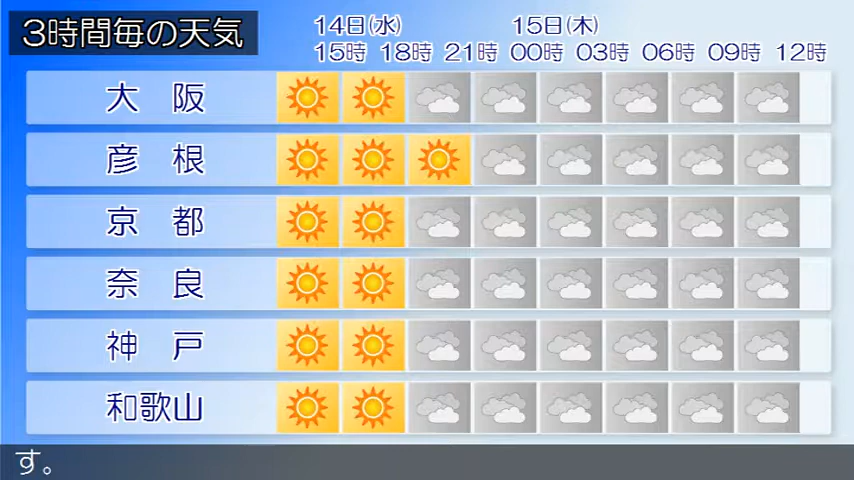 3時間毎の天気
14日(水) 15日(木)
15時 18時 21時 00時 03時 06時 09時 12時
大阪
彦根
京都
奈良
神戸
和歌山
す。